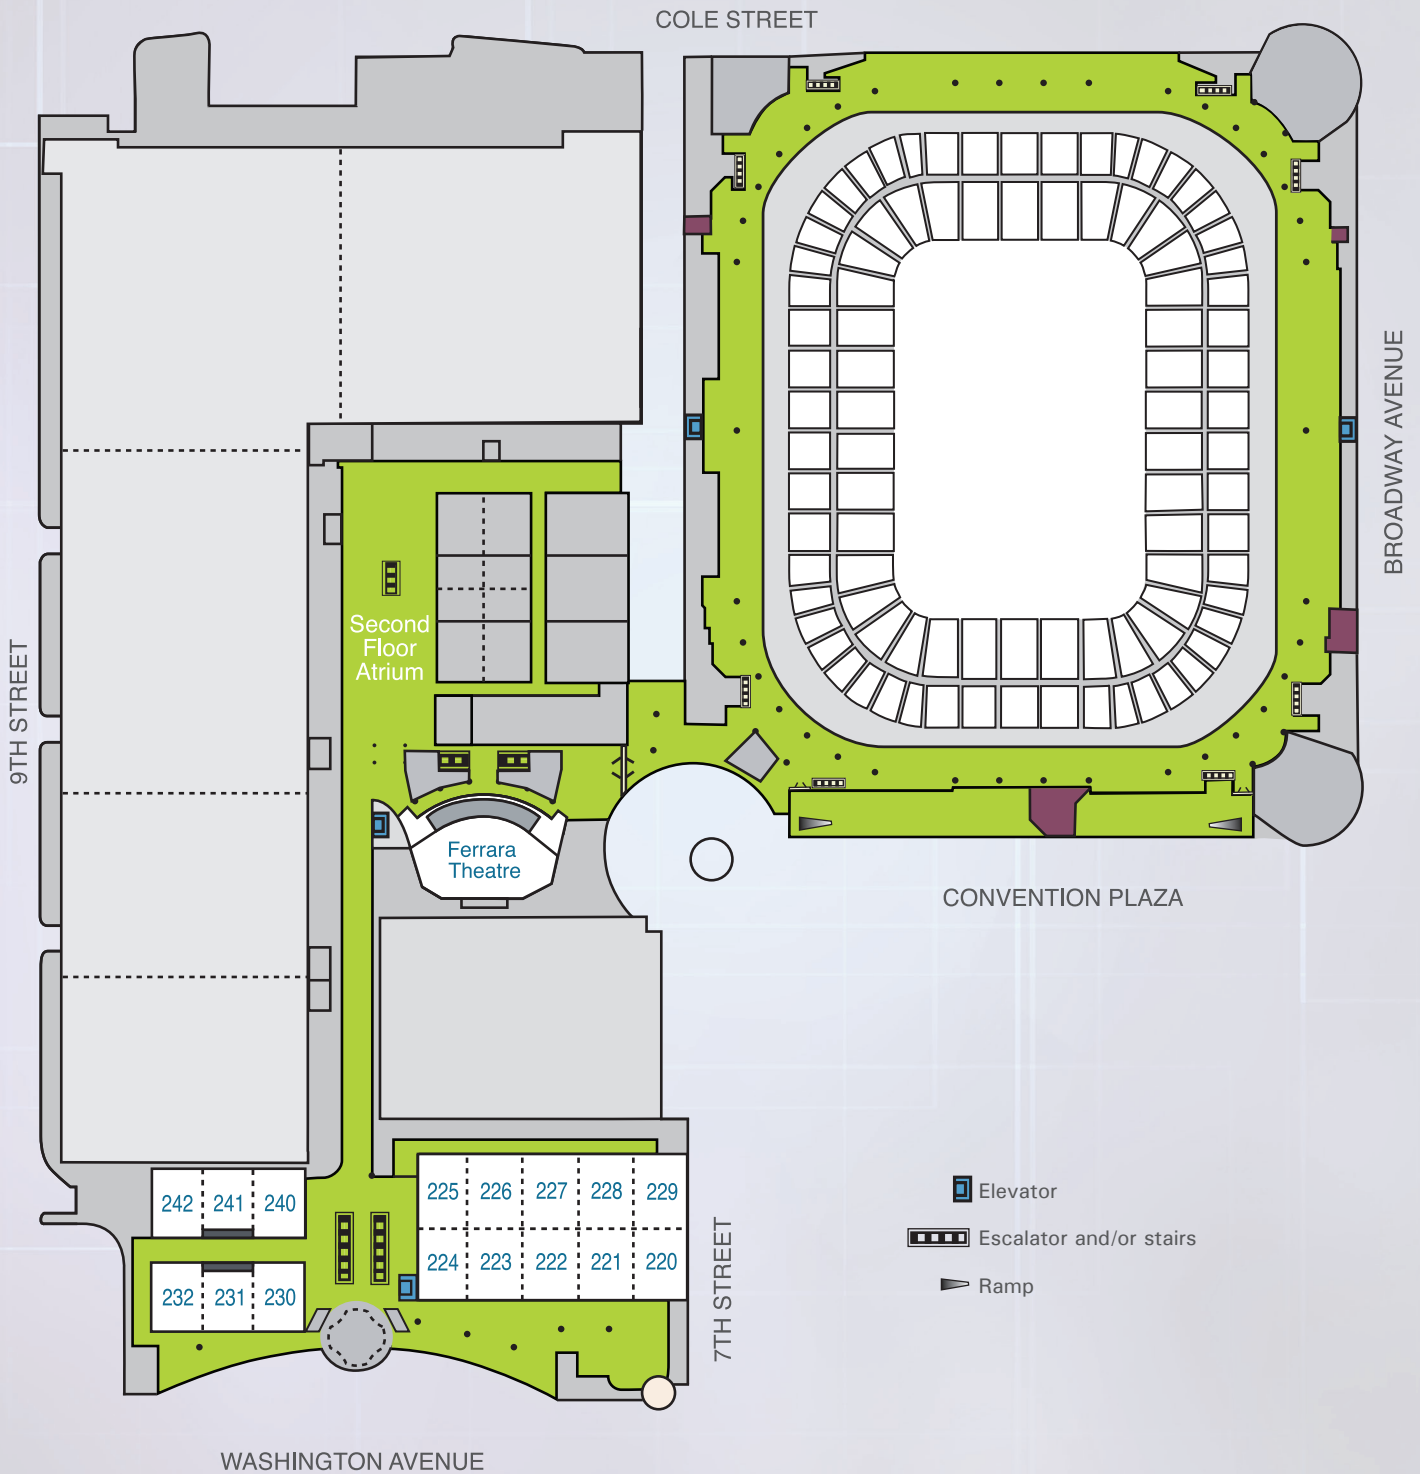 COLE STREET
BROADWAY AVENUE
Second
Floor
Atrium
9TH STREET
Ferrara
Theatre
CONVENTION PLAZA
225 226 227 228 229
242 241 240
224 223 222 221 220
232 231 230
7TH STREET
Elevator
Escalator and/or stairs
Ramp
WASHINGTON AVENUE